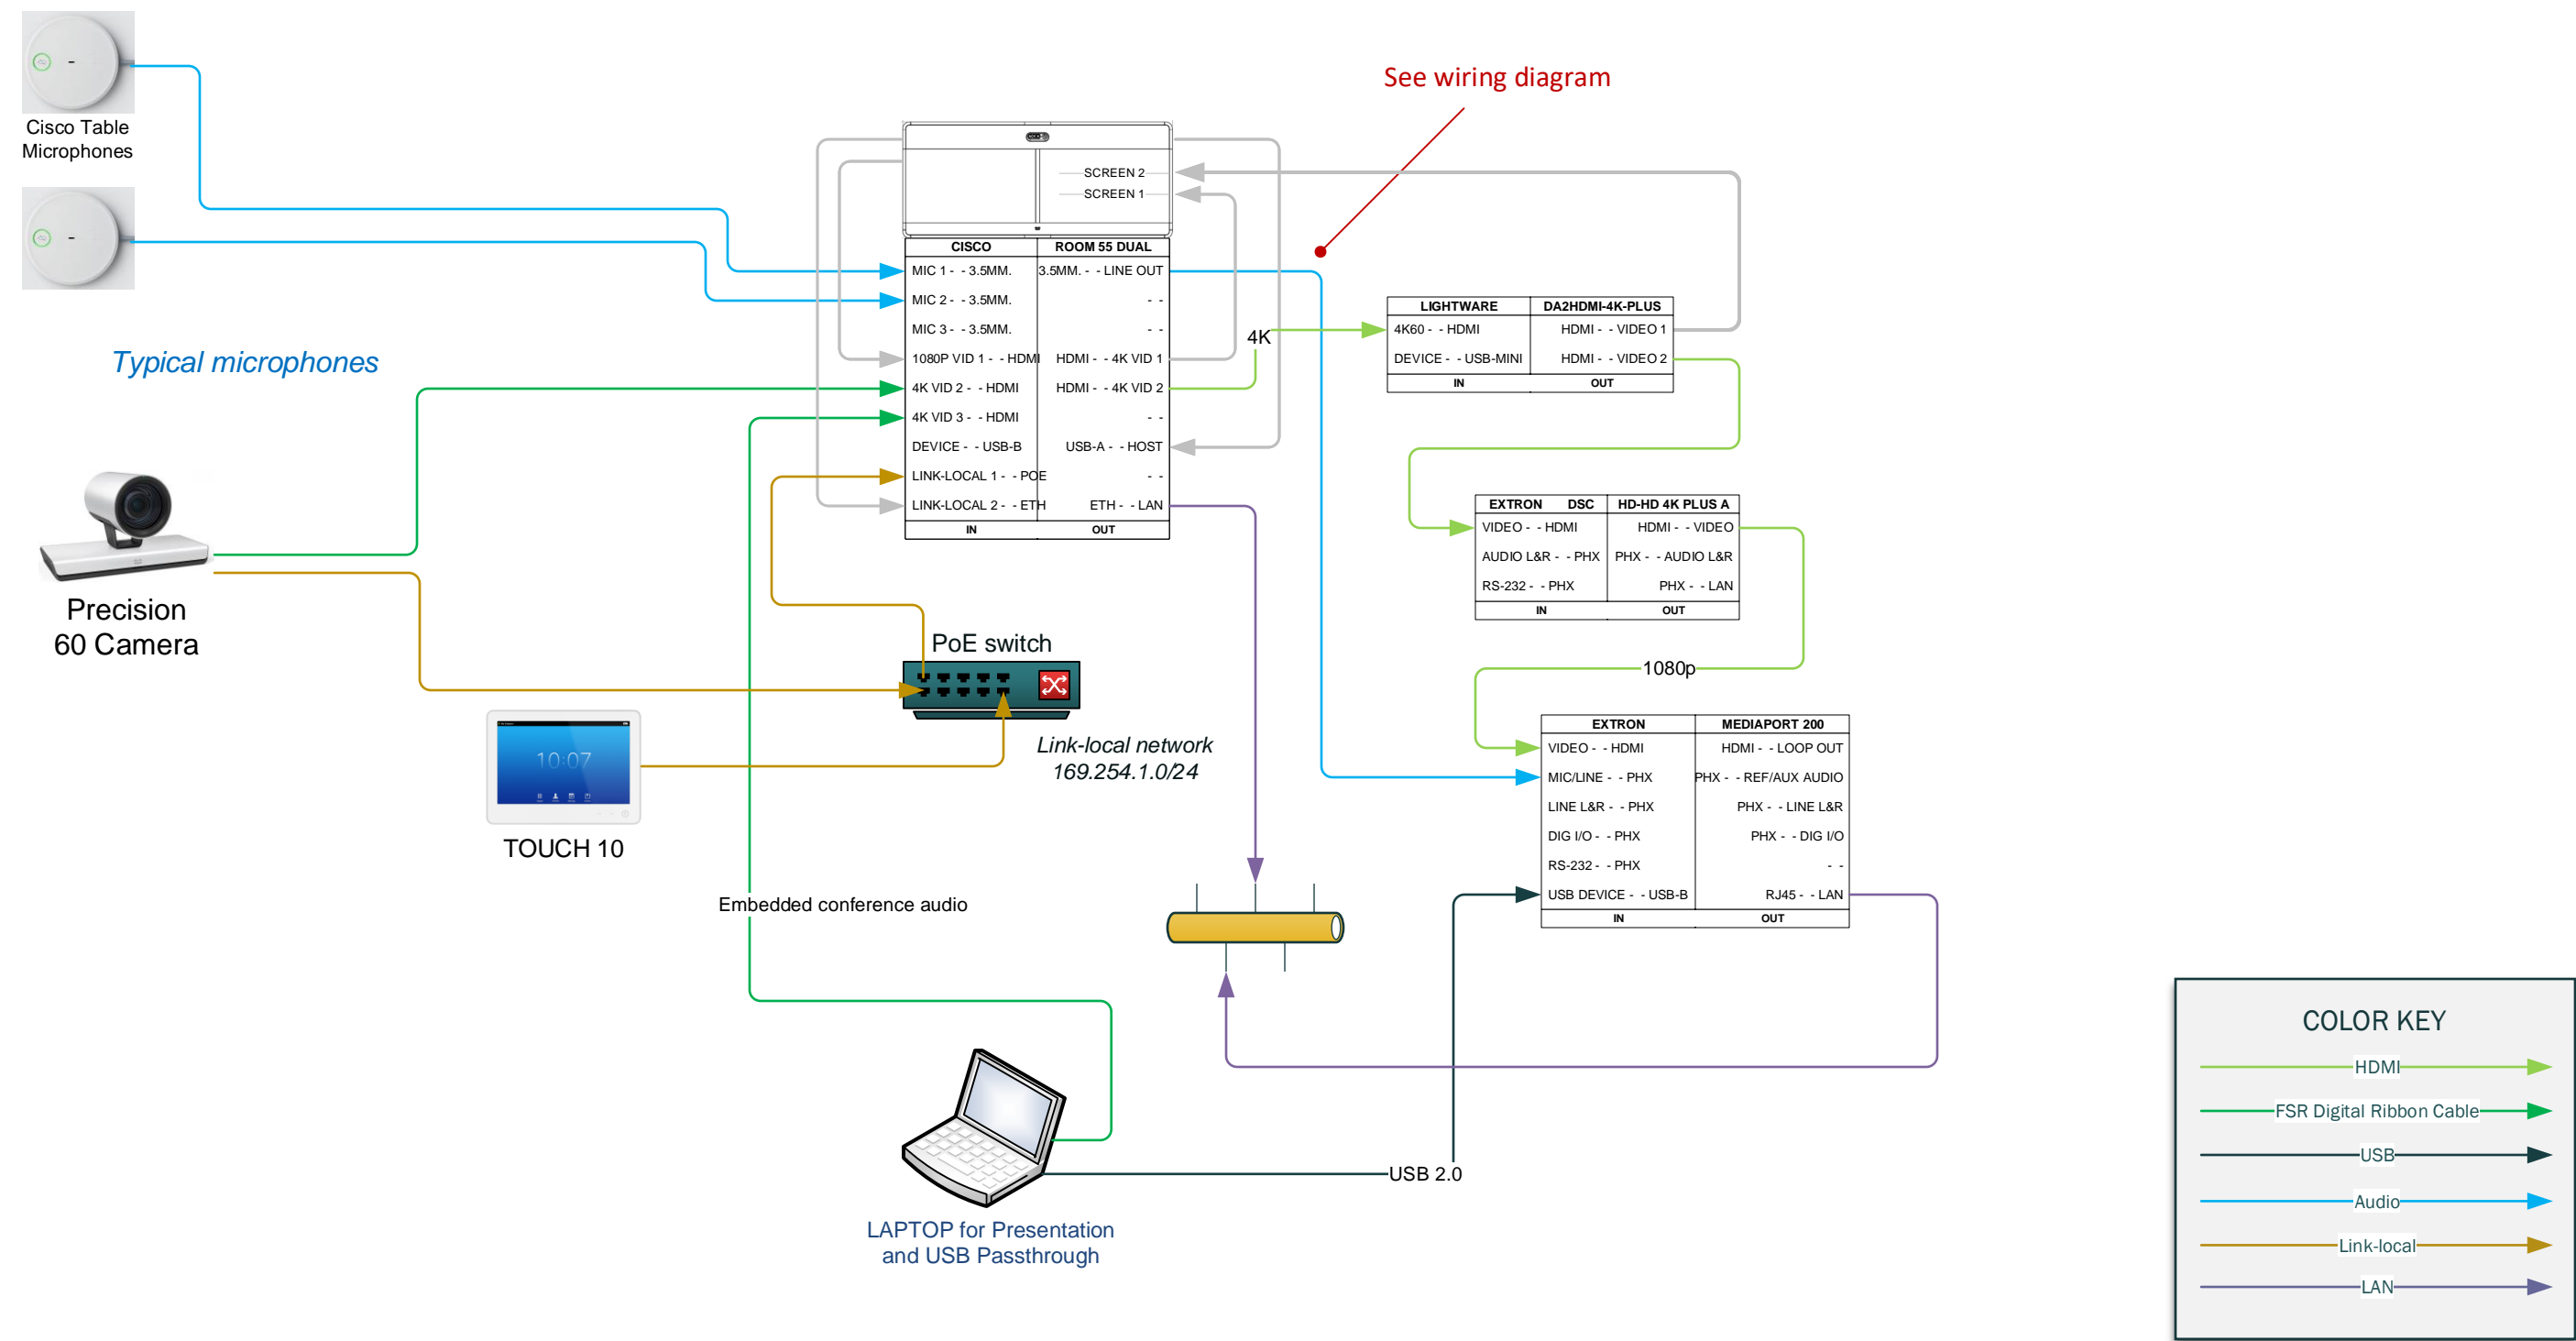 Cisco Table
Microphones
Typical microphones
Precision
60 Camera
10:07
TOUCH 10
See wiring diagram
SCREEN 2
SCREEN 1
CISCO ROOM 55 DUAL
MIC 1 - - 3.5MM. 3.5MM. - - LINE OUT
MIC 2 - - 3.5MM. - -
MIC 3 - - 3.5MM. - -
1080P VID 1 - - HDMI HDMI - - 4K VID 1
4K VID 2 - - HDMI HDMI - - 4K VID 2
4K VID 3 - - HDMI - -
DEVICE - - USB-B USB-A - - HOST
LINK-LOCAL 1 - - POE - -
LINK-LOCAL 2 - - ETH ETH - - LAN
IN OUT
4K
LIGHTWARE DA2HDMI-4K-PLUS
4K60 - - HDMI HDMI - - VIDEO 1
DEVICE - - USB-MINI HDMI - - VIDEO 2
IN OUT
EXTRON DSC HD-HD 4K PLUS A
VIDEO - - HDMI HDMI - - VIDEO
AUDIO L&R - - PHX PHX - - AUDIO L&R
RS-232 - - PHX PHX - - LAN
IN OUT
1080p
PoE switch
Link-local network
169.254.1.0/24
EXTRON MEDIAPORT 200
VIDEO - - HDMI HDMI - - LOOP OUT
MIC/LINE - - PHX PHX - - REF/AUX AUDIO
LINE L&R - - PHX PHX - - LINE L&R
DIG I/O - - PHX PHX - - DIG I/O
RS-232 - - PHX - -
USB DEVICE - - USB-B RJ45 - - LAN
IN OUT
Embedded conference audio
USB 2.0
LAPTOP for Presentation
and USB Passthrough
COLOR KEY
HDMI
FSR Digital Ribbon Cable
USB
Audio
Link-local
LAN